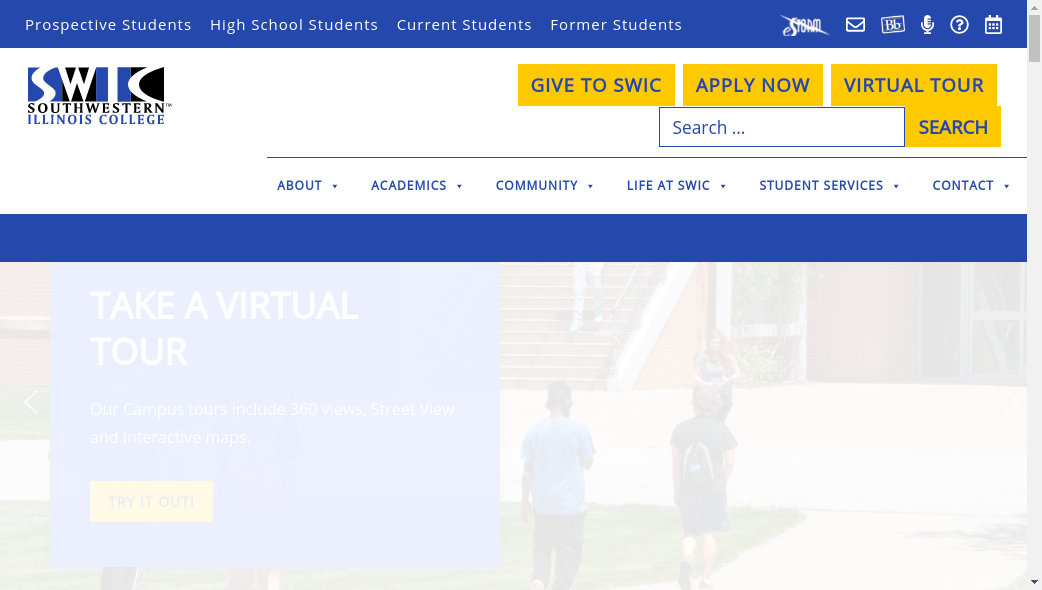 Prospective Students High School Students Current Students Former Students
eSTORM
Bb
SWIC
SOUTHWESTERN™
ILLINOIS COLLEGE
GIVE TO SWIC APPLY NOW VIRTUAL TOUR
Search ... SEARCH
ABOUT ACADEMICS COMMUNITY LIFE AT SWIC STUDENT SERVICES CONTACT
TAKE A VIRTUAL
TOUR
Our Campus tours include 360 views, Street View
and Interactive maps.
TRY IT OUT!